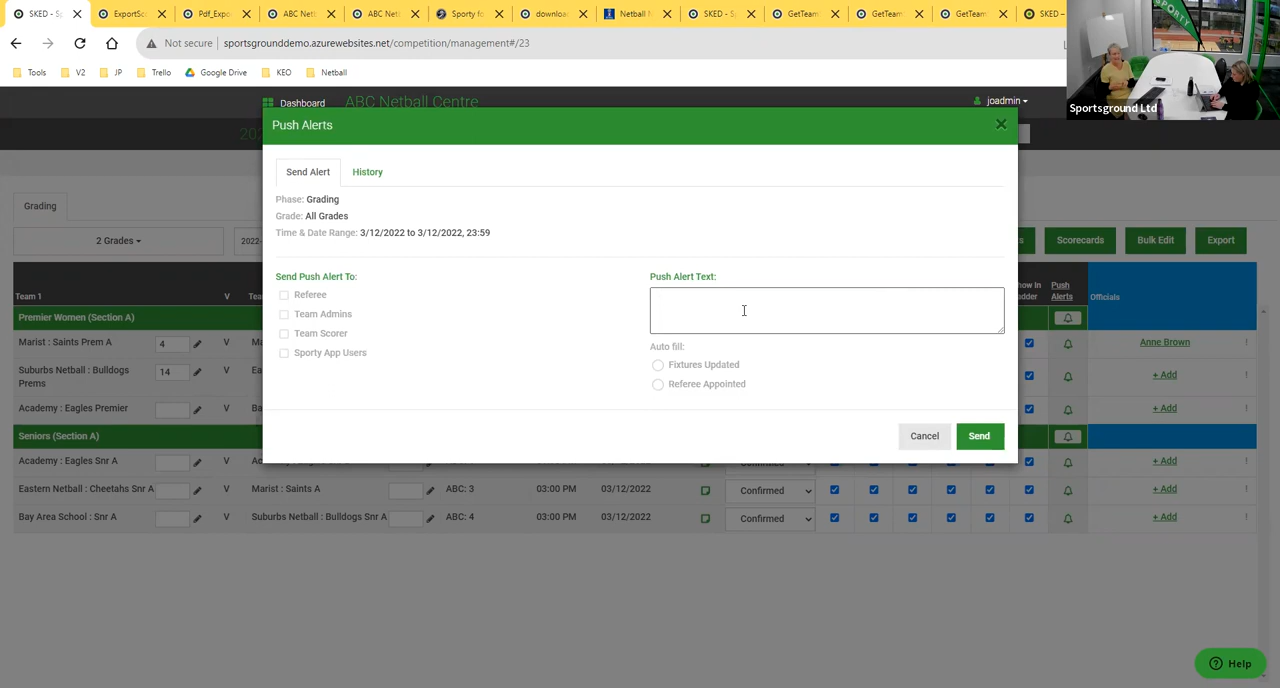 SKED - S
ExportSc
Pdf_Expo
ABC Net
ABC Net
Sporty fo
downloa
Netball
SKED - S
GetTeam
GetTeam
GetTeam
SKED –
Not secure
sportsgrounddemo.azurewebsites.net/competition/management#/23
Tools
V2
JP
Trello
Google Drive
KEO
Netball
SPORTY
Sportsground Ltd
Dashboard
ABC Netball Centre
joadmin
Push Alerts
Send Alert
History
Phase: Grading
Grade: All Grades
Time & Date Range: 3/12/2022 to 3/12/2022, 23:59
Send Push Alert To:
Referee
Team Admins
Team Scorer
Sporty App Users
Push Alert Text:
Auto fill:
Fixtures Updated
Referee Appointed
Cancel
Send
Grading
2 Grades
2022-
Scorecards
Bulk Edit
Export
Team 1 V
Push Alerts
Officials
Premier Women (Section A)
Marist : Saints Prem A 4 V
Anne Brown
Suburbs Netball : Bulldogs Prems 14 V
+ Add
Academy : Eagles Premier V
+ Add
Seniors (Section A)
Academy : Eagles Snr A V
+ Add
Eastern Netball : Cheetahs Snr A V Marist : Saints A ABC: 3 03:00 PM 03/12/2022 Confirmed + Add
Bay Area School : Snr A V Suburbs Netball : Bulldogs Snr A ABC: 4 03:00 PM 03/12/2022 Confirmed + Add
Help